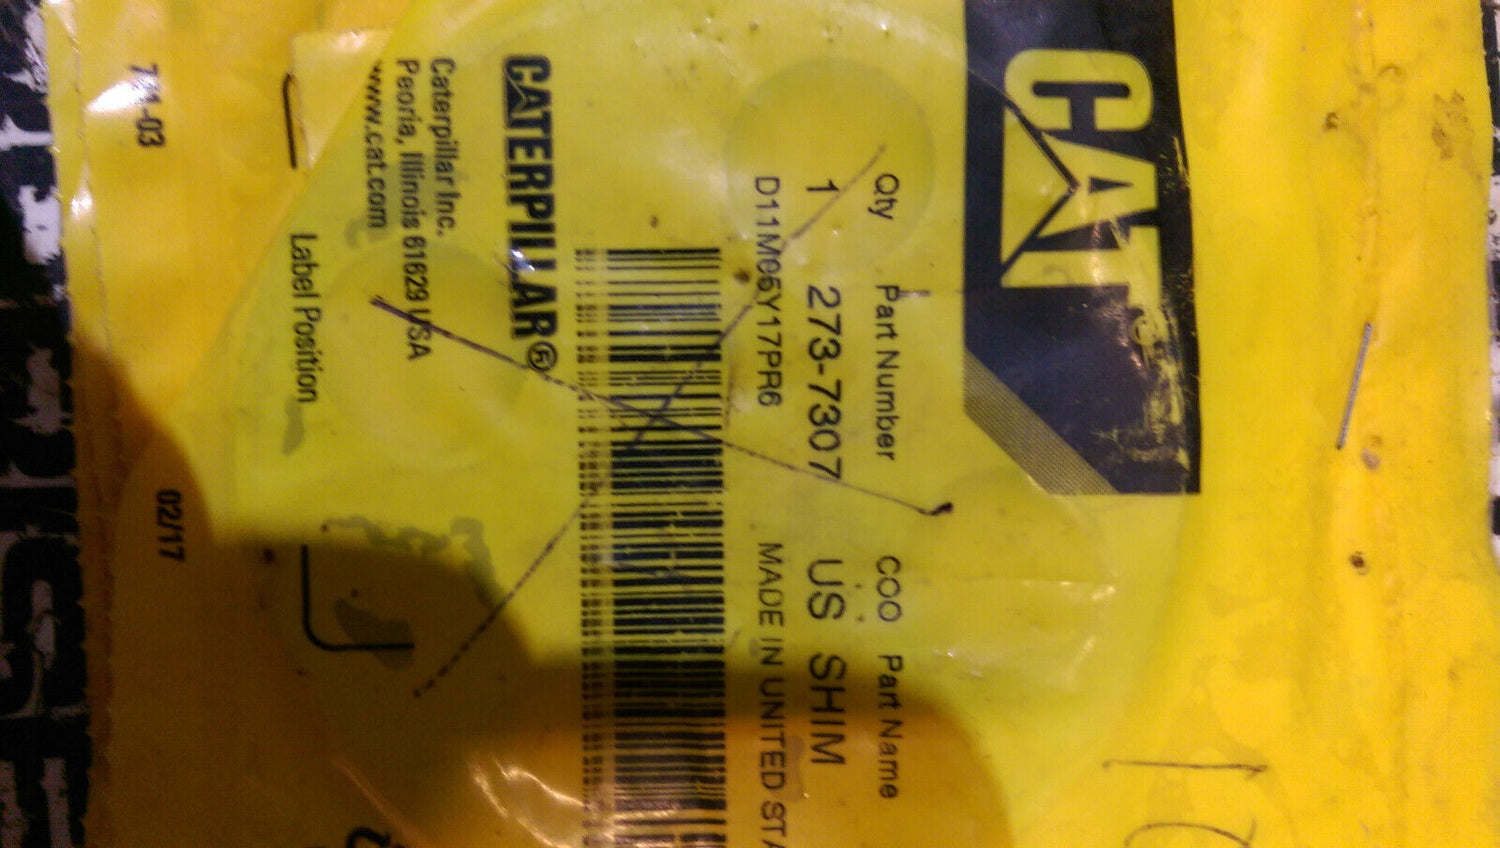 CAT
Qty Part Number COO Part Name
1 273-7307 US SHIM
D11M05Y17PR6 MADE IN UNITED STA
CATERPILLAR®
Caterpillar Inc.
Peoria, Illinois 61629 USA
www.cat.com
Label Position
02/17